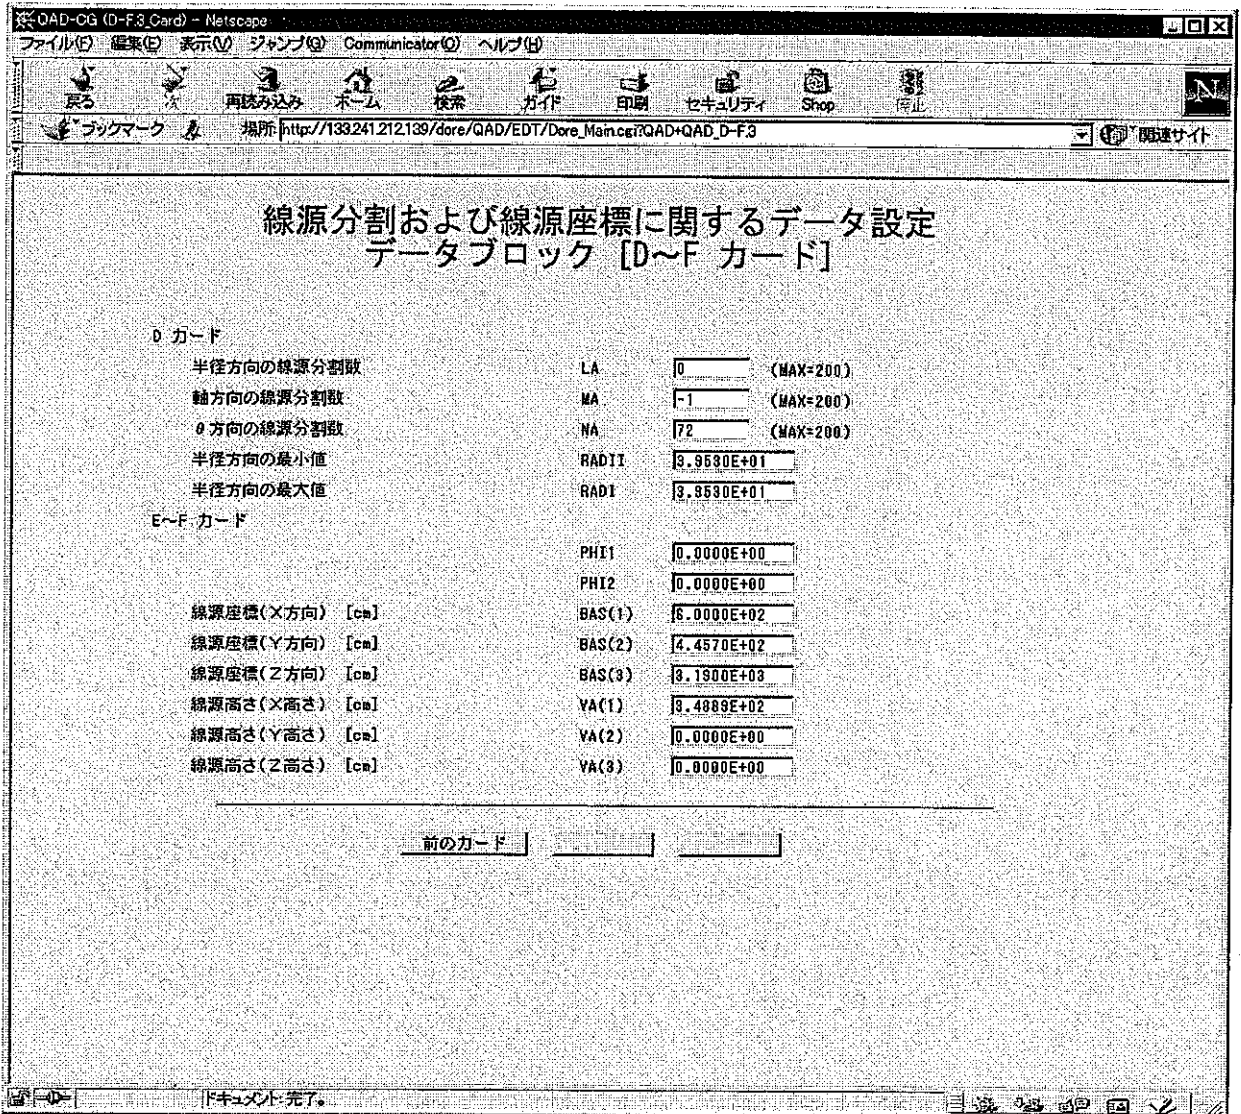 QAD-CG (D-F.3 Card) - Netscape
ファイル(F) 編集(E) 表示(V) ジャンプ(G) Communicator(C) ヘルプ(H)
戻る 次 再読み込み ホーム 検索 ガイド 印刷 セキュリティ Shop 停止
N
ブックマーク 場所: http://133.241.212.139/dore/QAD/EDT/Dore_Main.cgi?QAD+QAD_D-F.3 関連サイト
線源分割および線源座標に関するデータ設定
データブロック [D~F カード]
D カード
半径方向の線源分割数 LA 0 (MAX=200)
軸方向の線源分割数 MA -1 (MAX=200)
θ方向の線源分割数 NA 72 (MAX=200)
半径方向の最小値 RADII 3.9530E+01
半径方向の最大値 RADI 3.9530E+01
E~F カード
PHI1 0.0000E+00
PHI2 0.0000E+00
線源座標(X方向) [cm] BAS(1) 6.0000E+02
線源座標(Y方向) [cm] BAS(2) 4.4570E+02
線源座標(Z方向) [cm] BAS(3) 3.1900E+03
線源高さ(X高さ) [cm] VA(1) 3.4889E+02
線源高さ(Y高さ) [cm] VA(2) 0.0000E+00
線源高さ(Z高さ) [cm] VA(3) 0.0000E+00
前のカード
ドキュメント: 完了。